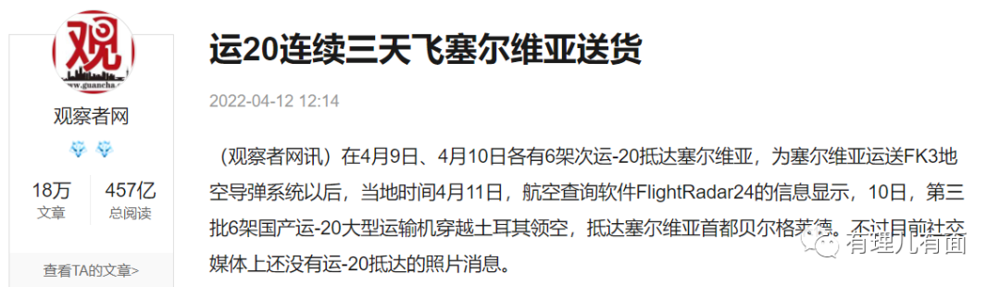 观
www.guancha.cn
观察者网
18万
文章
457亿
总阅读
查看TA的文章>
运20连续三天飞塞尔维亚送货
2022-04-12 12:14
（观察者网讯）在4月9日、4月10日各有6架次运-20抵达塞尔维亚，为塞尔维亚运送FK3地
空导弹系统以后，当地时间4月11日，航空查询软件FlightRadar24的信息显示，10日，第三
批6架国产运-20大型运输机穿越土耳其领空，抵达塞尔维亚首都贝尔格莱德。不过目前社交
媒体上还没有运-20抵达的照片消息。
有理儿有面